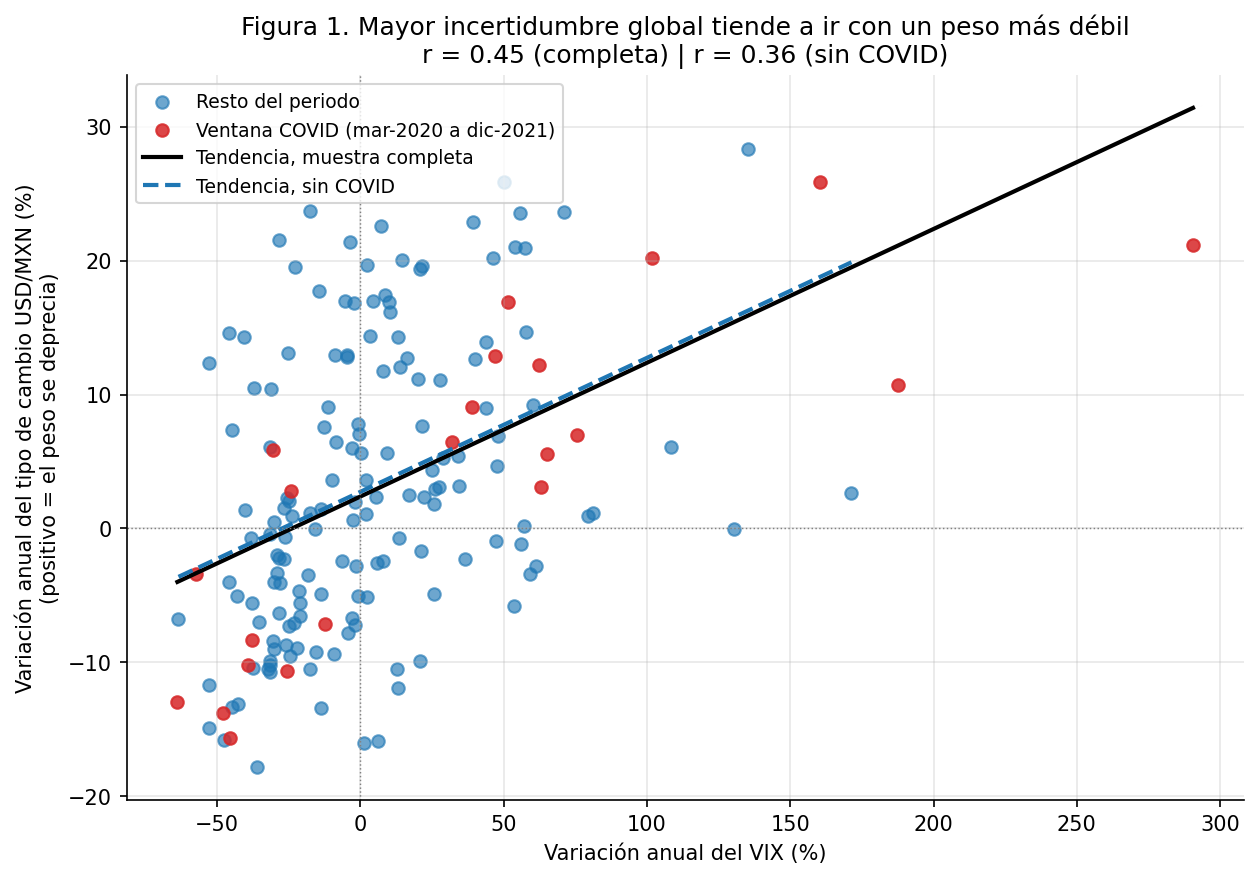 Figura 1. Mayor incertidumbre global tiende a ir con un peso más débil
r = 0.45 (completa) | r = 0.36 (sin COVID)
Resto del periodo
Ventana COVID (mar-2020 a dic-2021)
Tendencia, muestra completa
Tendencia, sin COVID
Variación anual del tipo de cambio USD/MXN (%)
(positivo = el peso se deprecia)
30
20
10
0
−10
−20
−50
0
50
100
150
200
250
300
Variación anual del VIX (%)